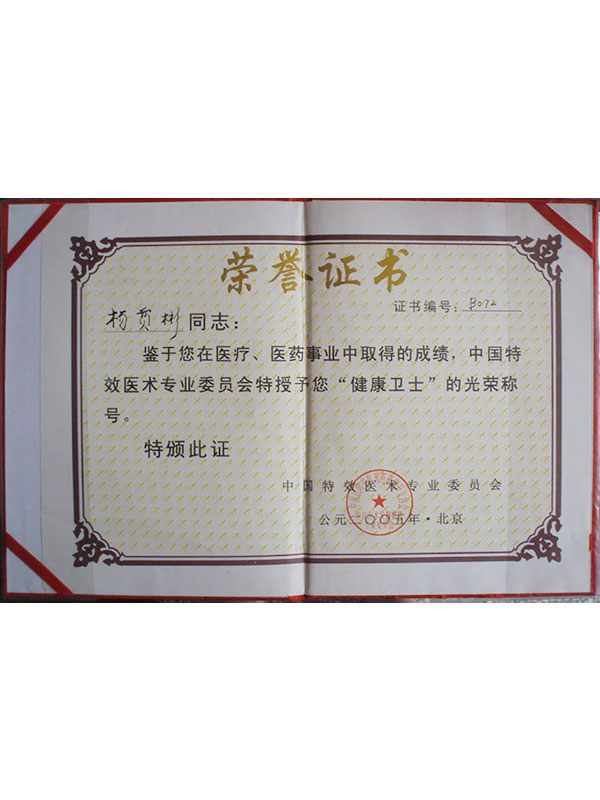 荣誉证书
证书编号：B072
杨贡彬同志：
鉴于您在医疗、医药事业中取得的成绩，中国特
效医术专业委员会特授予您“健康卫士”的光荣称
号。
特颁此证
中国特效医术专业委员会
公元二〇〇五年·北京